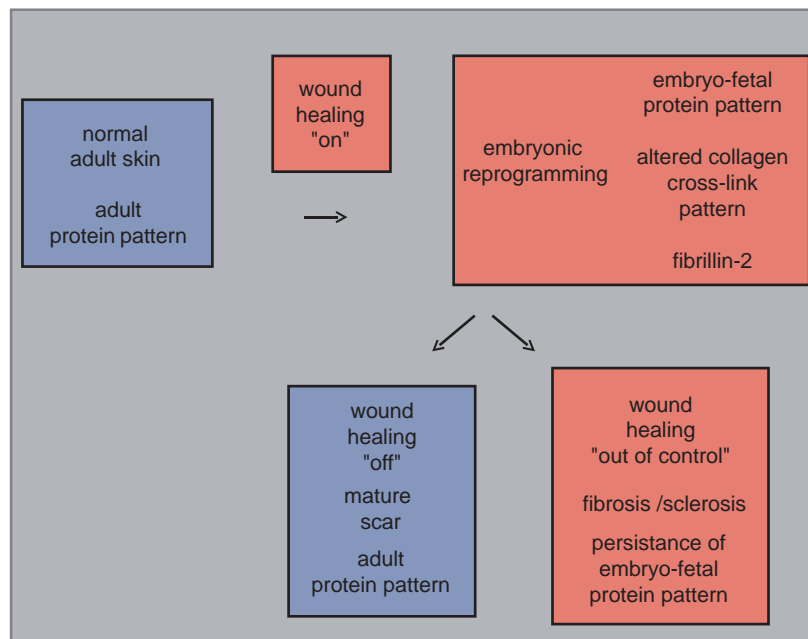 normal
adult skin
adult
protein pattern
wound
healing
"on"
embryonic
reprogramming
embryo-fetal
protein pattern
altered collagen
cross-link
pattern
fibrillin-2
wound
healing
"off"
mature
scar
adult
protein pattern
wound
healing
"out of control"
fibrosis /sclerosis
persistance of
embryo-fetal
protein pattern